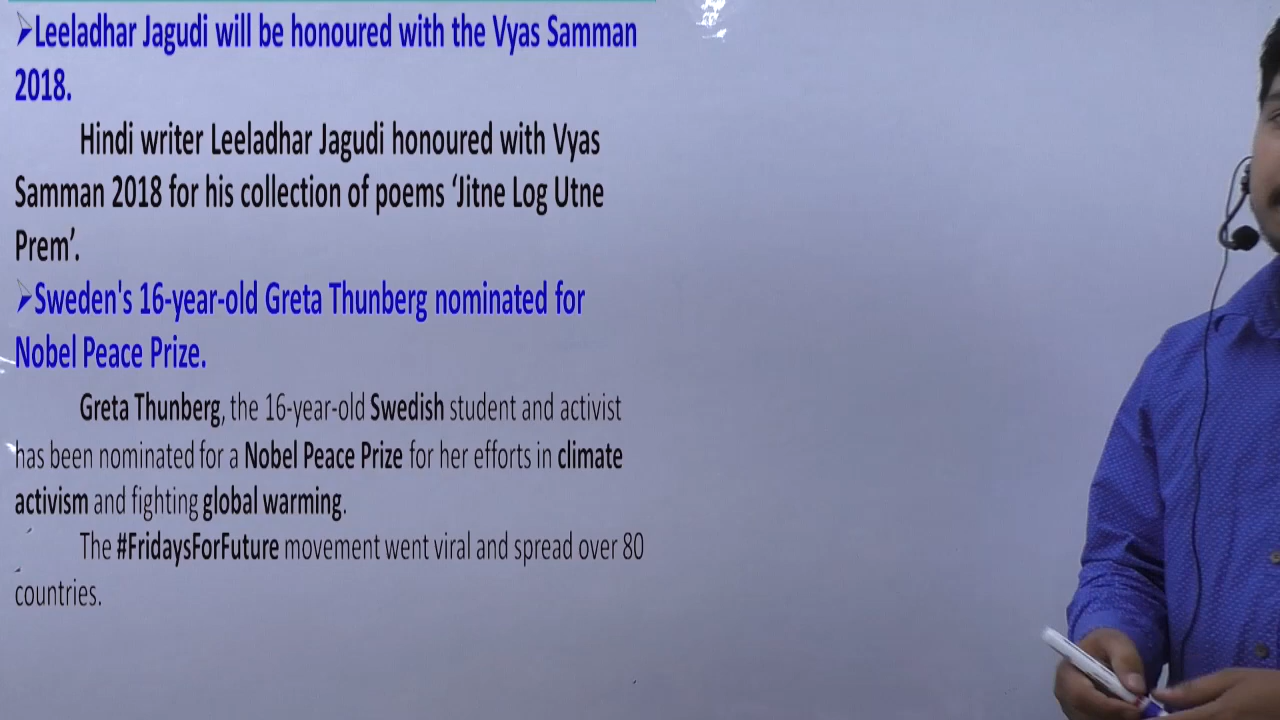 ➢Leeladhar Jagudi will be honoured with the Vyas Samman
2018.
Hindi writer Leeladhar Jagudi honoured with Vyas
Samman 2018 for his collection of poems ‘Jitne Log Utne
Prem’.
➢Sweden's 16-year-old Greta Thunberg nominated for
Nobel Peace Prize.
Greta Thunberg, the 16-year-old Swedish student and activist
has been nominated for a Nobel Peace Prize for her efforts in climate
activism and fighting global warming.
The #FridaysForFuture movement went viral and spread over 80
countries.